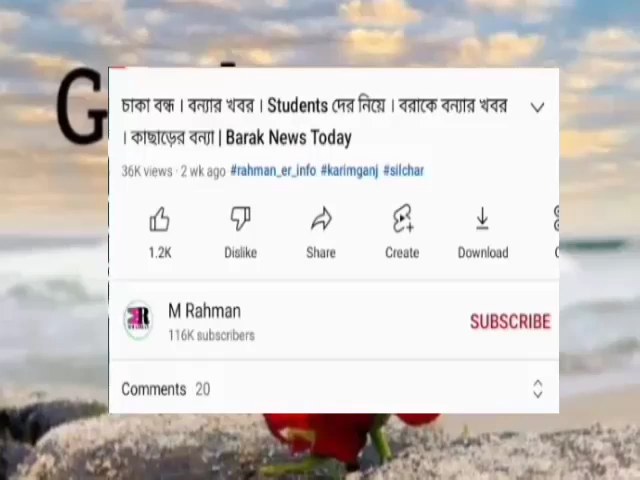 চাকা বন্ধ । বন্যার খবর । Students দের নিয়ে । বরাকে বন্যার খবর
। কাছাড়ের বন্যা | Barak News Today
36K views · 2 wk ago #rahman_er_info #karimganj #silchar
1.2K Dislike Share Create Download
M Rahman
116K subscribers
SUBSCRIBE
Comments 20